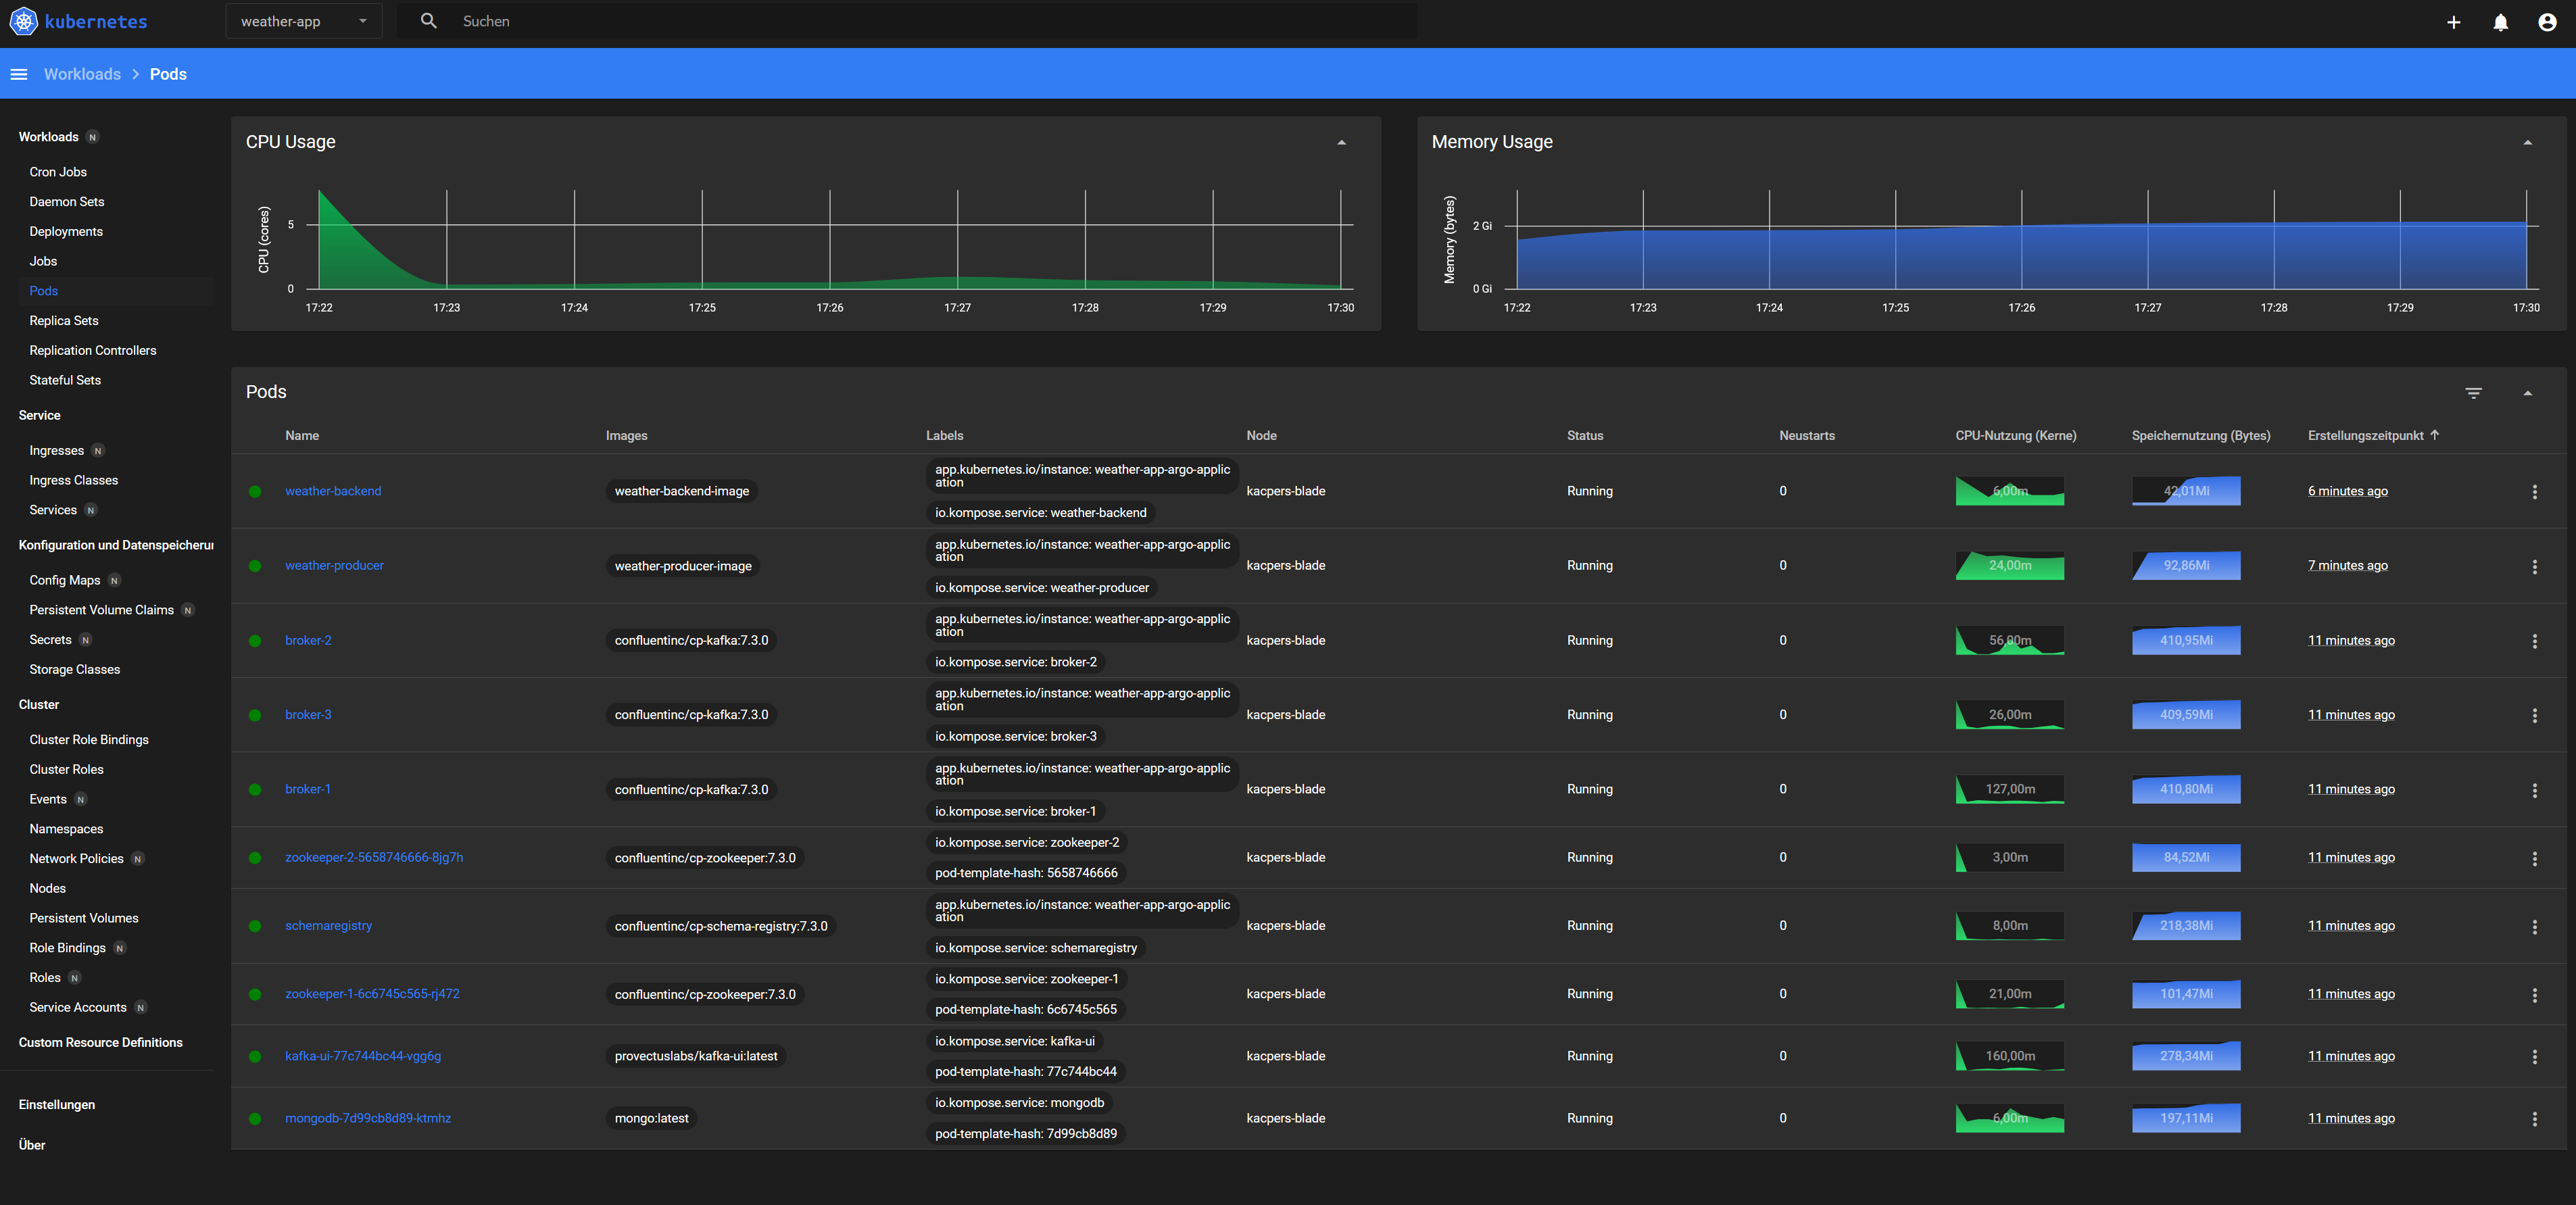 kubernetes
weather-app
Suchen
Workloads
Pods
Workloads N
Cron Jobs
Daemon Sets
Deployments
Jobs
Pods
Replica Sets
Replication Controllers
Stateful Sets
Service
Ingresses N
Ingress Classes
Services N
Konfiguration und Datenspeicherun
Config Maps N
Persistent Volume Claims N
Secrets N
Storage Classes
Cluster
Cluster Role Bindings
Cluster Roles
Events N
Namespaces
Network Policies N
Nodes
Persistent Volumes
Role Bindings N
Roles N
Service Accounts N
Custom Resource Definitions
Einstellungen
Über
CPU Usage
CPU (cores)
5
0
17:22 17:23 17:24 17:25 17:26 17:27 17:28 17:29 17:30
Memory Usage
Memory (bytes)
2 Gi
0 Gi
17:22 17:23 17:24 17:25 17:26 17:27 17:28 17:29 17:30
Pods
Name Images Labels Node Status Neustarts CPU-Nutzung (Kerne) Speichernutzung (Bytes) Erstellungszeitpunkt
app.kubernetes.io/instance: weather-app-argo-applic
ation
weather-backend weather-backend-image kacpers-blade Running 0 6,00m 42,01Mi 6 minutes ago
io.kompose.service: weather-backend
app.kubernetes.io/instance: weather-app-argo-applic
ation
weather-producer weather-producer-image kacpers-blade Running 0 24,00m 92,86Mi 7 minutes ago
io.kompose.service: weather-producer
app.kubernetes.io/instance: weather-app-argo-applic
ation
broker-2 confluentinc/cp-kafka:7.3.0 kacpers-blade Running 0 56,00m 410,95Mi 11 minutes ago
io.kompose.service: broker-2
app.kubernetes.io/instance: weather-app-argo-applic
ation
broker-3 confluentinc/cp-kafka:7.3.0 kacpers-blade Running 0 26,00m 409,59Mi 11 minutes ago
io.kompose.service: broker-3
app.kubernetes.io/instance: weather-app-argo-applic
ation
broker-1 confluentinc/cp-kafka:7.3.0 kacpers-blade Running 0 127,00m 410,80Mi 11 minutes ago
io.kompose.service: broker-1
io.kompose.service: zookeeper-2
zookeeper-2-5658746666-8jg7h confluentinc/cp-zookeeper:7.3.0 kacpers-blade Running 0 3,00m 84,52Mi 11 minutes ago
pod-template-hash: 5658746666
app.kubernetes.io/instance: weather-app-argo-applic
ation
schemaregistry confluentinc/cp-schema-registry:7.3.0 kacpers-blade Running 0 8,00m 218,38Mi 11 minutes ago
io.kompose.service: schemaregistry
io.kompose.service: zookeeper-1
zookeeper-1-6c6745c565-rj472 confluentinc/cp-zookeeper:7.3.0 kacpers-blade Running 0 21,00m 101,47Mi 11 minutes ago
pod-template-hash: 6c6745c565
io.kompose.service: kafka-ui
kafka-ui-77c744bc44-vgg6g provectuslabs/kafka-ui:latest kacpers-blade Running 0 160,00m 278,34Mi 11 minutes ago
pod-template-hash: 77c744bc44
io.kompose.service: mongodb
mongodb-7d99cb8d89-ktmhz mongo:latest kacpers-blade Running 0 6,00m 197,11Mi 11 minutes ago
pod-template-hash: 7d99cb8d89